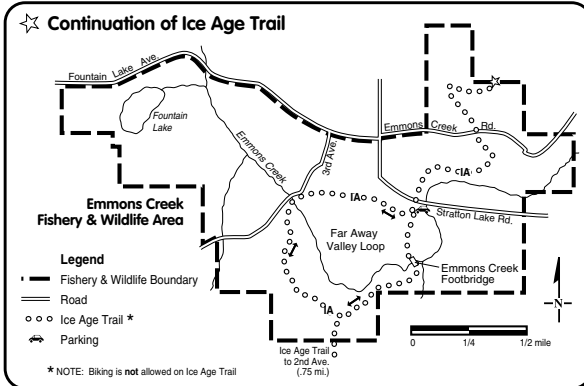 Continuation of Ice Age Trail
Fountain Lake Ave.
Fountain
Lake
Emmons Creek
3rd Ave.
Emmons Creek Rd.
IA
IA
Stratton Lake Rd.
Emmons Creek
Fishery & Wildlife Area
Far Away
Valley Loop
Legend
Fishery & Wildlife Boundary
Road
Ice Age Trail *
Parking
Emmons Creek
Footbridge
IA
N
0 1/4 1/2 mile
Ice Age Trail
to 2nd Ave.
(.75 mi.)
* NOTE: Biking is not allowed on Ice Age Trail